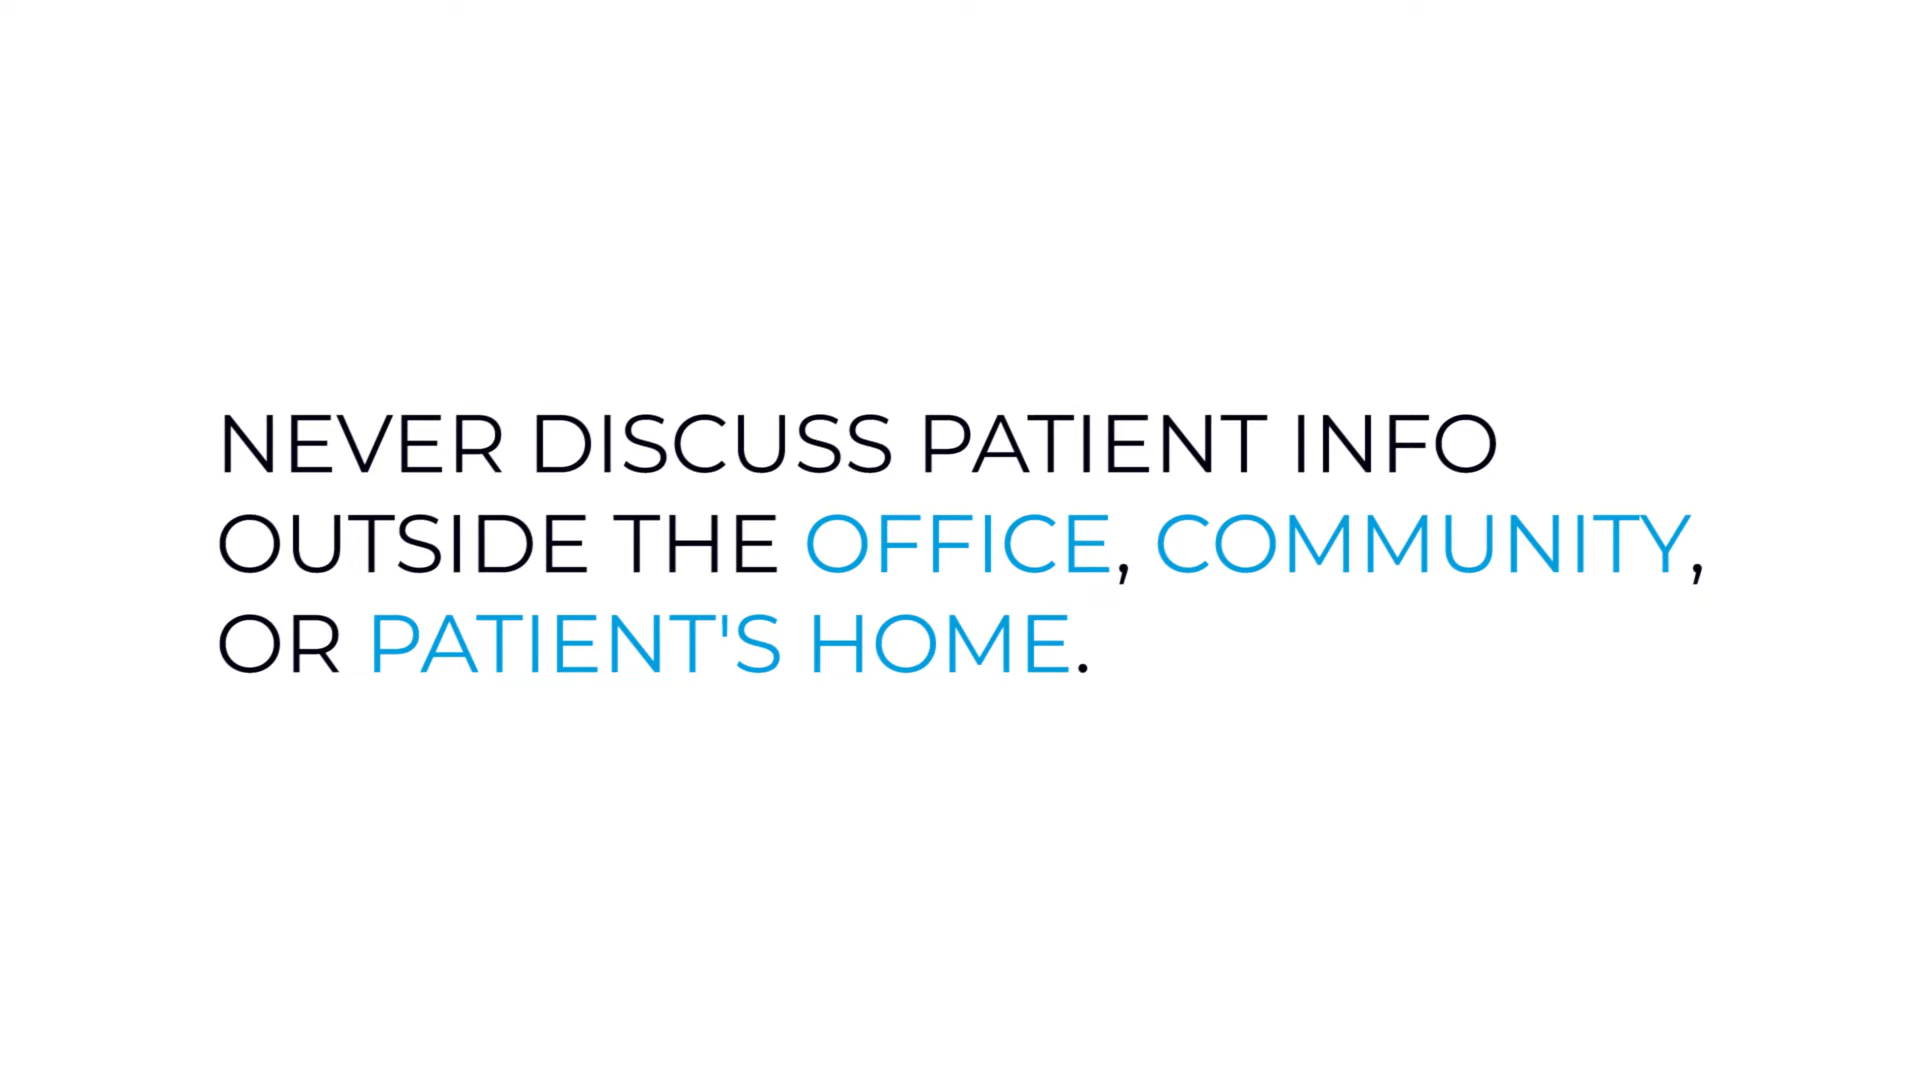 NEVER DISCUSS PATIENT INFO
OUTSIDE THE OFFICE, COMMUNITY,
OR PATIENT'S HOME.